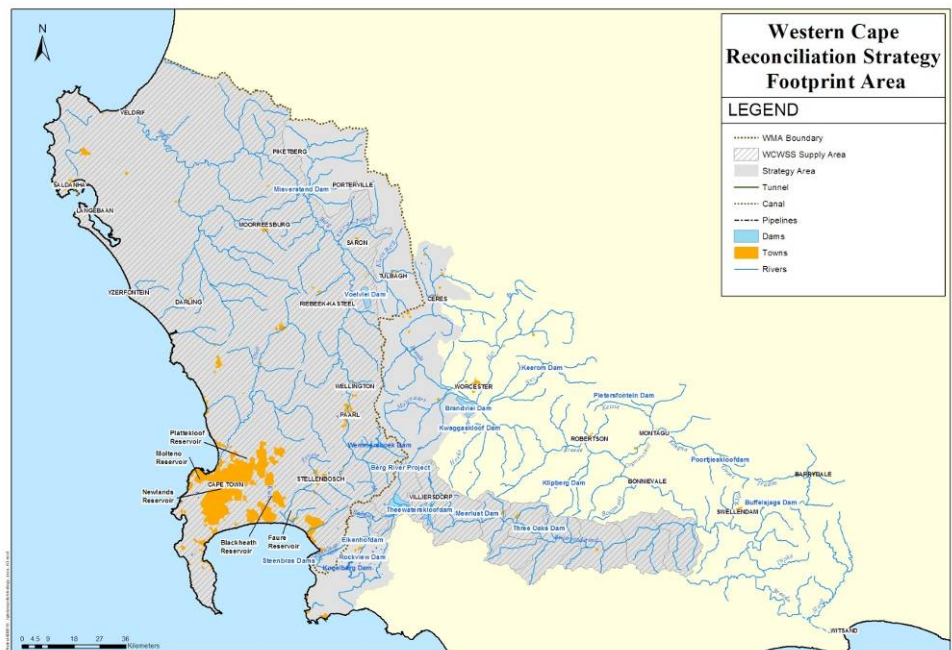 Western Cape
Reconciliation Strategy
Footprint Area
LEGEND
WMA Boundary
WCWSS Supply Area
Strategy Area
Tunnel
Canal
Pipelines
Dams
Towns
Rivers
N
VELDRIF
PIKETBERG
Misverstand Dam
PORTERVILLE
SALDANHA
LANGEBAAN
MOORREESBURG
SARON
TULBAGH
YZERFONTEIN
DARLING
RIEBEEK-KASTEEL
Voelvlei Dam
CERES
WELLINGTON
PAARL
WORCESTER
Keerom Dam
Brandvlei Dam
Kwaggaskloof Dam
Pietersfontein Dam
ROBERTSON
MONTAGU
Plattekloof
Reservoir
Molteno
Reservoir
Wemmershoek Dam
Berg River Project
Poortjieskloofdam
BARRYDALE
Newlands
Reservoir
CAPE TOWN
STELLENBOSCH
VILLIERSDORP
Theewaterskloofdam
Meerlust Dam
Klipberg Dam
BONNIEVALE
Buffelsjags Dam
SWELLENDAM
Three Oaks Dam
Blackheath
Reservoir
Faure
Reservoir
Eikenhofdam
Steenbras Dams
Rockview Dam
Kogelberg Dam
WITSAND
0 4.5 9 18 27 36
Kilometers